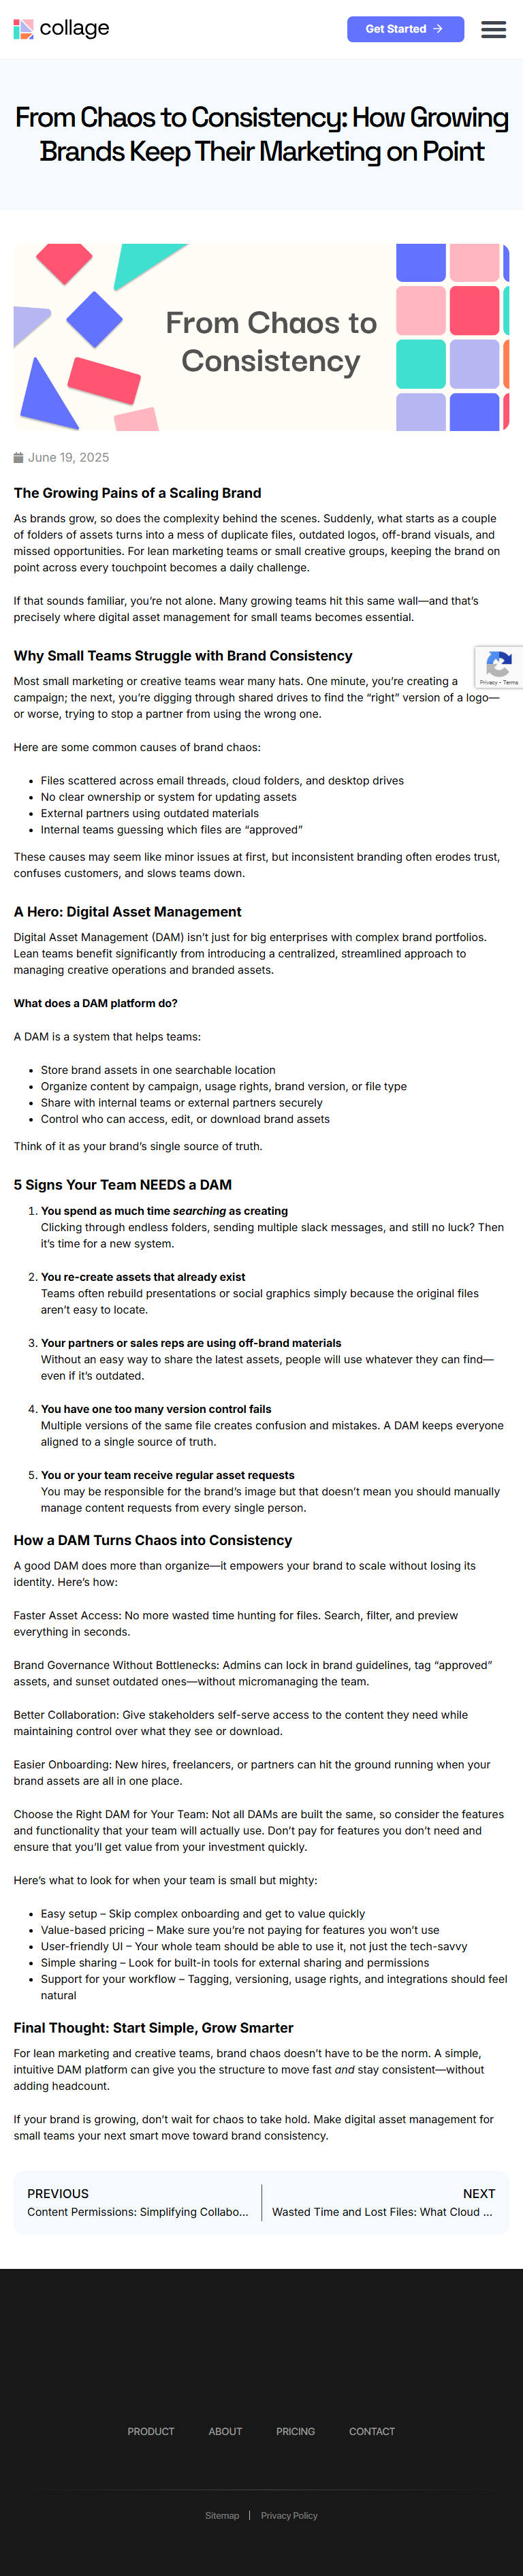 collage
Get Started →
From Chaos to Consistency: How Growing
Brands Keep Their Marketing on Point
From Chaos to
Consistency
June 19, 2025
The Growing Pains of a Scaling Brand
As brands grow, so does the complexity behind the scenes. Suddenly, what starts as a couple
of folders of assets turns into a mess of duplicate files, outdated logos, off-brand visuals, and
missed opportunities. For lean marketing teams or small creative groups, keeping the brand on
point across every touchpoint becomes a daily challenge.
If that sounds familiar, you’re not alone. Many growing teams hit this same wall—and that’s
precisely where digital asset management for small teams becomes essential.
Why Small Teams Struggle with Brand Consistency
Most small marketing or creative teams wear many hats. One minute, you’re creating a
campaign; the next, you’re digging through shared drives to find the “right” version of a logo—
or worse, trying to stop a partner from using the wrong one.
Privacy - Terms
Here are some common causes of brand chaos:
• Files scattered across email threads, cloud folders, and desktop drives
• No clear ownership or system for updating assets
• External partners using outdated materials
• Internal teams guessing which files are “approved”
These causes may seem like minor issues at first, but inconsistent branding often erodes trust,
confuses customers, and slows teams down.
A Hero: Digital Asset Management
Digital Asset Management (DAM) isn’t just for big enterprises with complex brand portfolios.
Lean teams benefit significantly from introducing a centralized, streamlined approach to
managing creative operations and branded assets.
What does a DAM platform do?
A DAM is a system that helps teams:
• Store brand assets in one searchable location
• Organize content by campaign, usage rights, brand version, or file type
• Share with internal teams or external partners securely
• Control who can access, edit, or download brand assets
Think of it as your brand’s single source of truth.
5 Signs Your Team NEEDS a DAM
1. You spend as much time searching as creating
Clicking through endless folders, sending multiple slack messages, and still no luck? Then
it’s time for a new system.
2. You re-create assets that already exist
Teams often rebuild presentations or social graphics simply because the original files
aren’t easy to locate.
3. Your partners or sales reps are using off-brand materials
Without an easy way to share the latest assets, people will use whatever they can find—
even if it’s outdated.
4. You have one too many version control fails
Multiple versions of the same file creates confusion and mistakes. A DAM keeps everyone
aligned to a single source of truth.
5. You or your team receive regular asset requests
You may be responsible for the brand’s image but that doesn’t mean you should manually
manage content requests from every single person.
How a DAM Turns Chaos into Consistency
A good DAM does more than organize—it empowers your brand to scale without losing its
identity. Here’s how:
Faster Asset Access: No more wasted time hunting for files. Search, filter, and preview
everything in seconds.
Brand Governance Without Bottlenecks: Admins can lock in brand guidelines, tag “approved”
assets, and sunset outdated ones—without micromanaging the team.
Better Collaboration: Give stakeholders self-serve access to the content they need while
maintaining control over what they see or download.
Easier Onboarding: New hires, freelancers, or partners can hit the ground running when your
brand assets are all in one place.
Choose the Right DAM for Your Team: Not all DAMs are built the same, so consider the features
and functionality that your team will actually use. Don’t pay for features you don’t need and
ensure that you’ll get value from your investment quickly.
Here’s what to look for when your team is small but mighty:
• Easy setup – Skip complex onboarding and get to value quickly
• Value-based pricing – Make sure you’re not paying for features you won’t use
• User-friendly UI – Your whole team should be able to use it, not just the tech-savvy
• Simple sharing – Look for built-in tools for external sharing and permissions
• Support for your workflow – Tagging, versioning, usage rights, and integrations should feel
natural
Final Thought: Start Simple, Grow Smarter
For lean marketing and creative teams, brand chaos doesn’t have to be the norm. A simple,
intuitive DAM platform can give you the structure to move fast and stay consistent—without
adding headcount.
If your brand is growing, don’t wait for chaos to take hold. Make digital asset management for
small teams your next smart move toward brand consistency.
PREVIOUS
Content Permissions: Simplifying Collabo...
NEXT
Wasted Time and Lost Files: What Cloud ...
PRODUCT ABOUT PRICING CONTACT
Sitemap | Privacy Policy